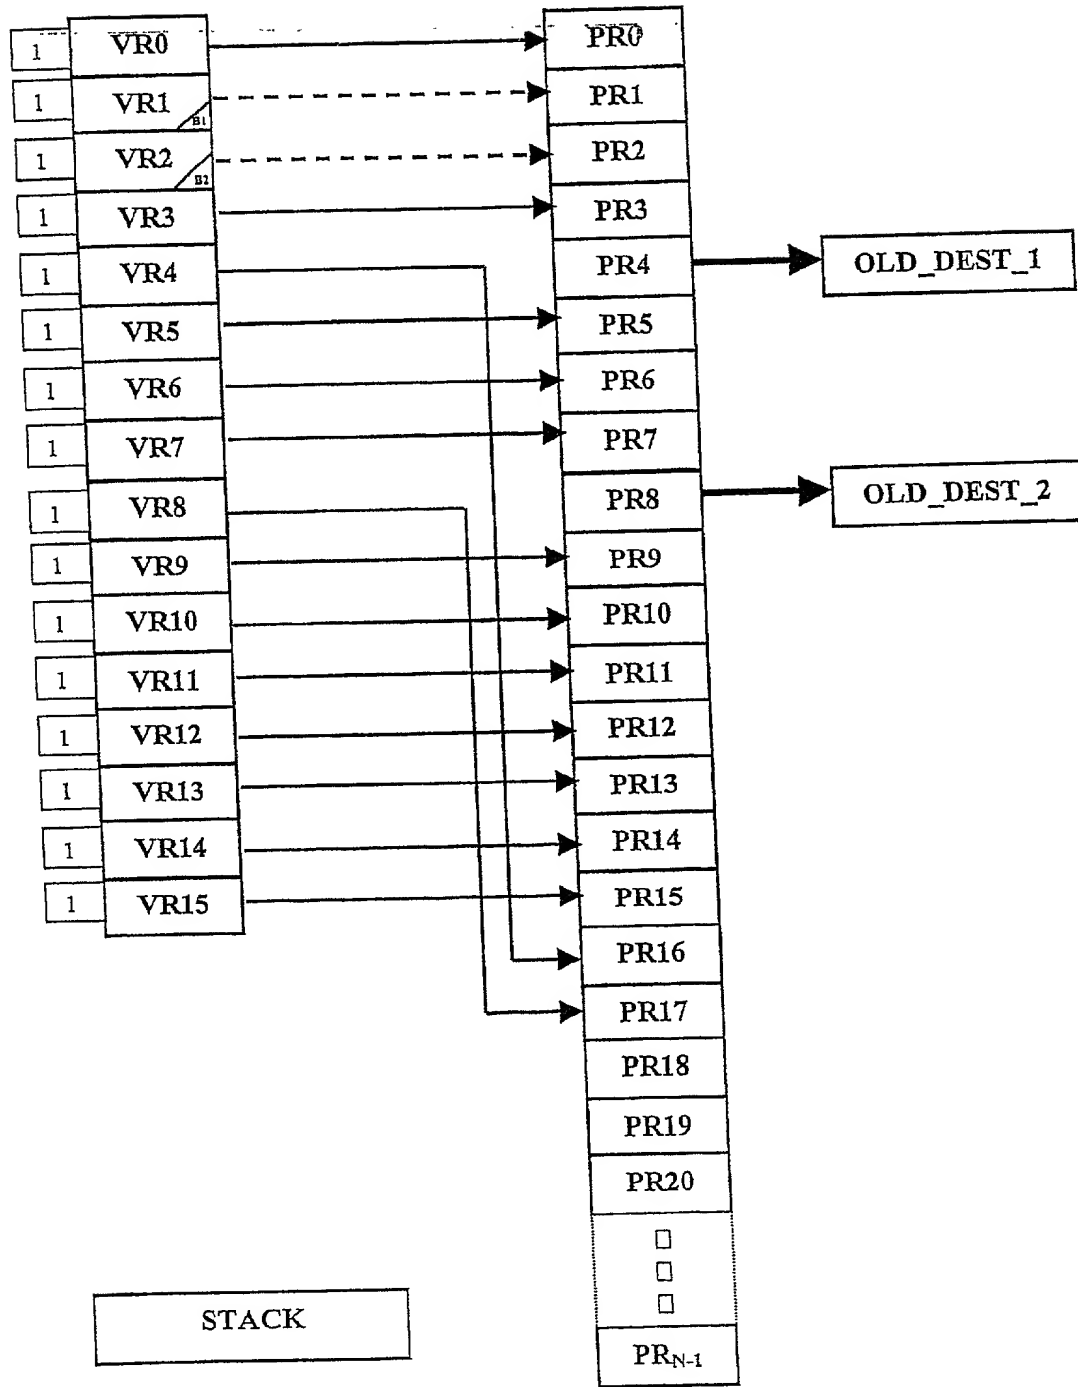 1 VR0 PR0
1 VR1 B1 PR1
1 VR2 B2 PR2
1 VR3 PR3
1 VR4 PR4 OLD_DEST_1
1 VR5 PR5
1 VR6 PR6
1 VR7 PR7
1 VR8 PR8 OLD_DEST_2
1 VR9 PR9
1 VR10 PR10
1 VR11 PR11
1 VR12 PR12
1 VR13 PR13
1 VR14 PR14
1 VR15 PR15
PR16
PR17
PR18
PR19
PR20
STACK
PRN-1